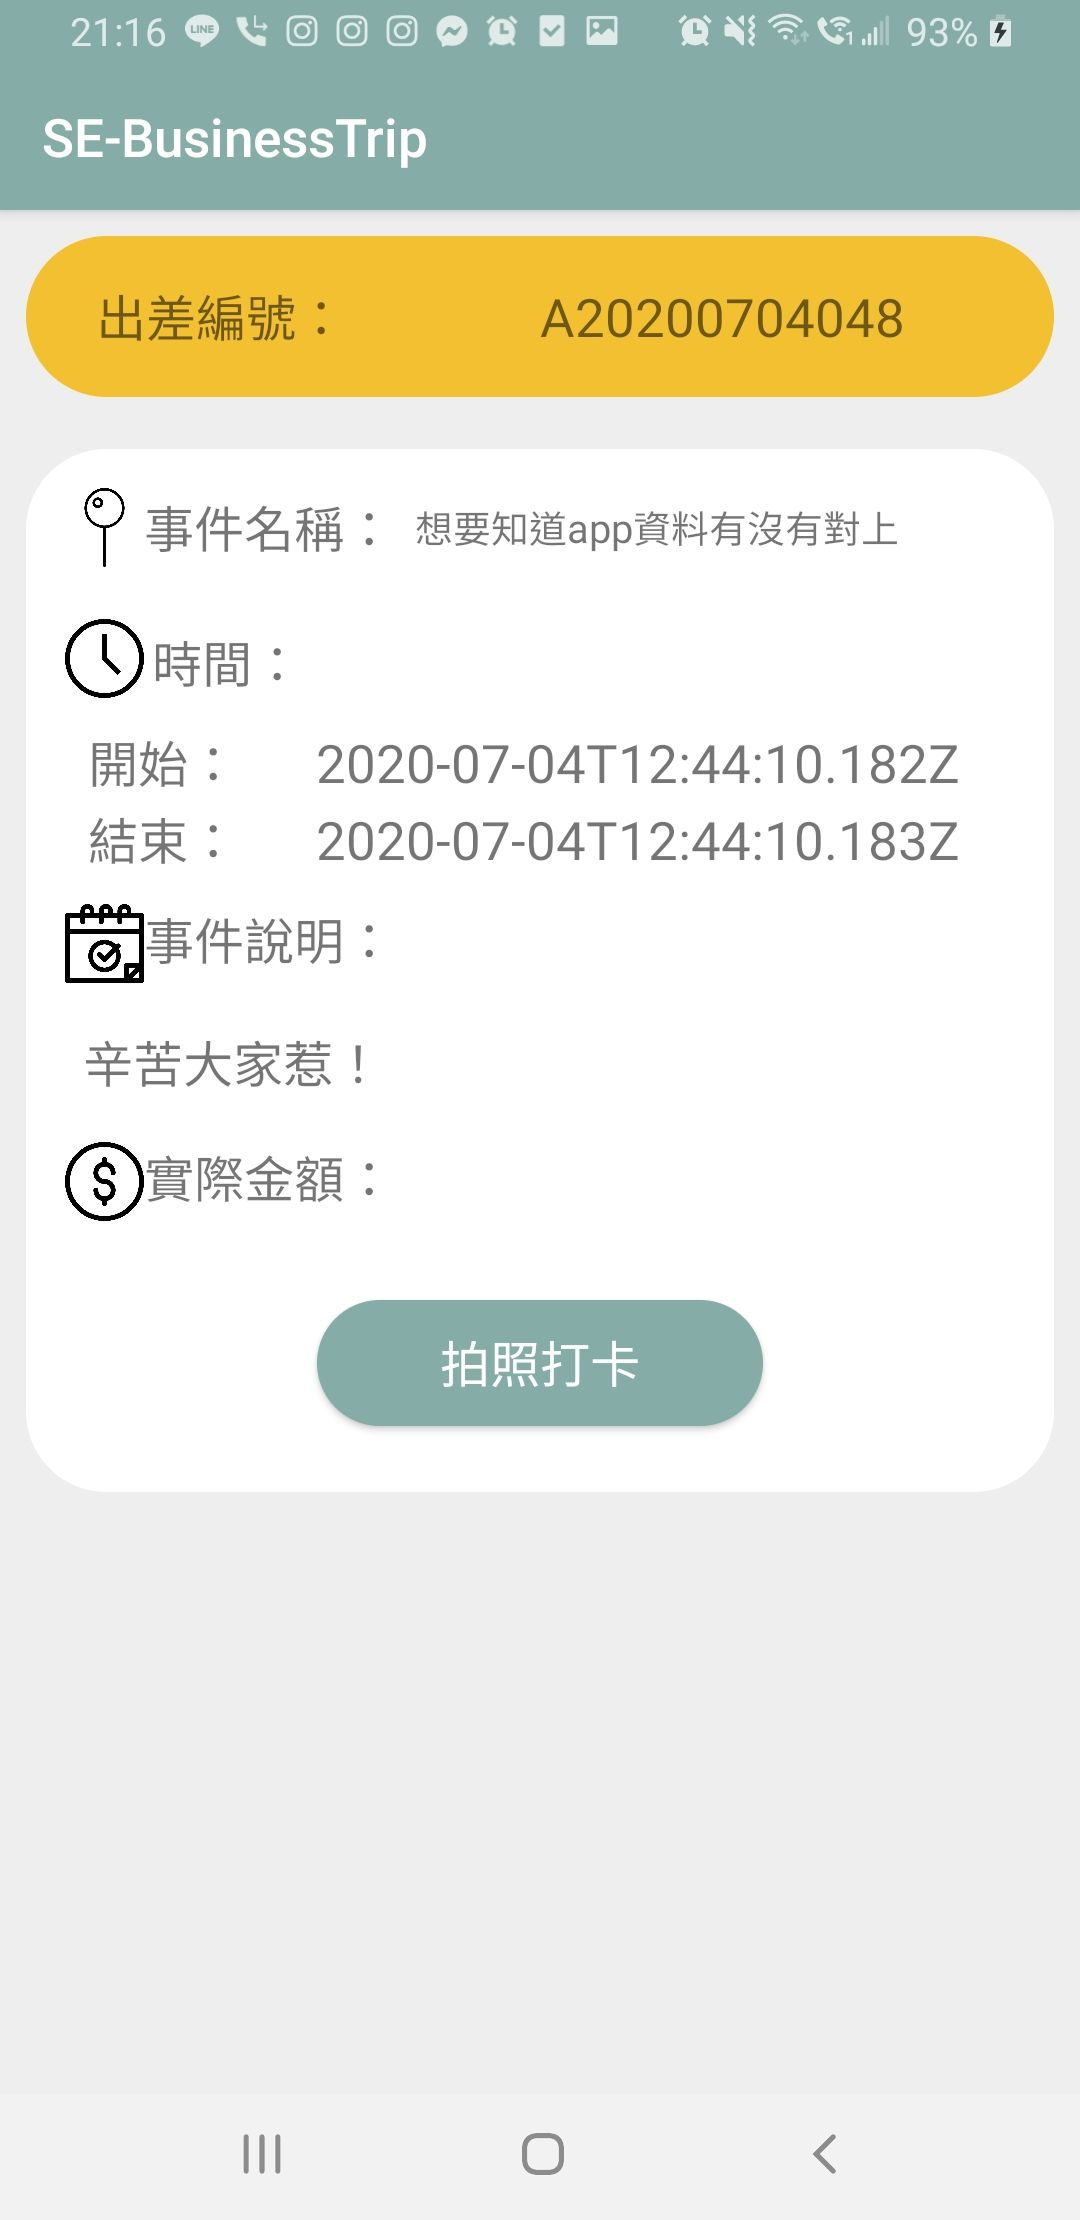 21:16 LINE 93%
SE-BusinessTrip
出差編號： A20200704048
事件名稱： 想要知道app資料有沒有對上
時間：
開始： 2020-07-04T12:44:10.182Z
結束： 2020-07-04T12:44:10.183Z
事件說明：
辛苦大家惹！
$實際金額：
拍照打卡